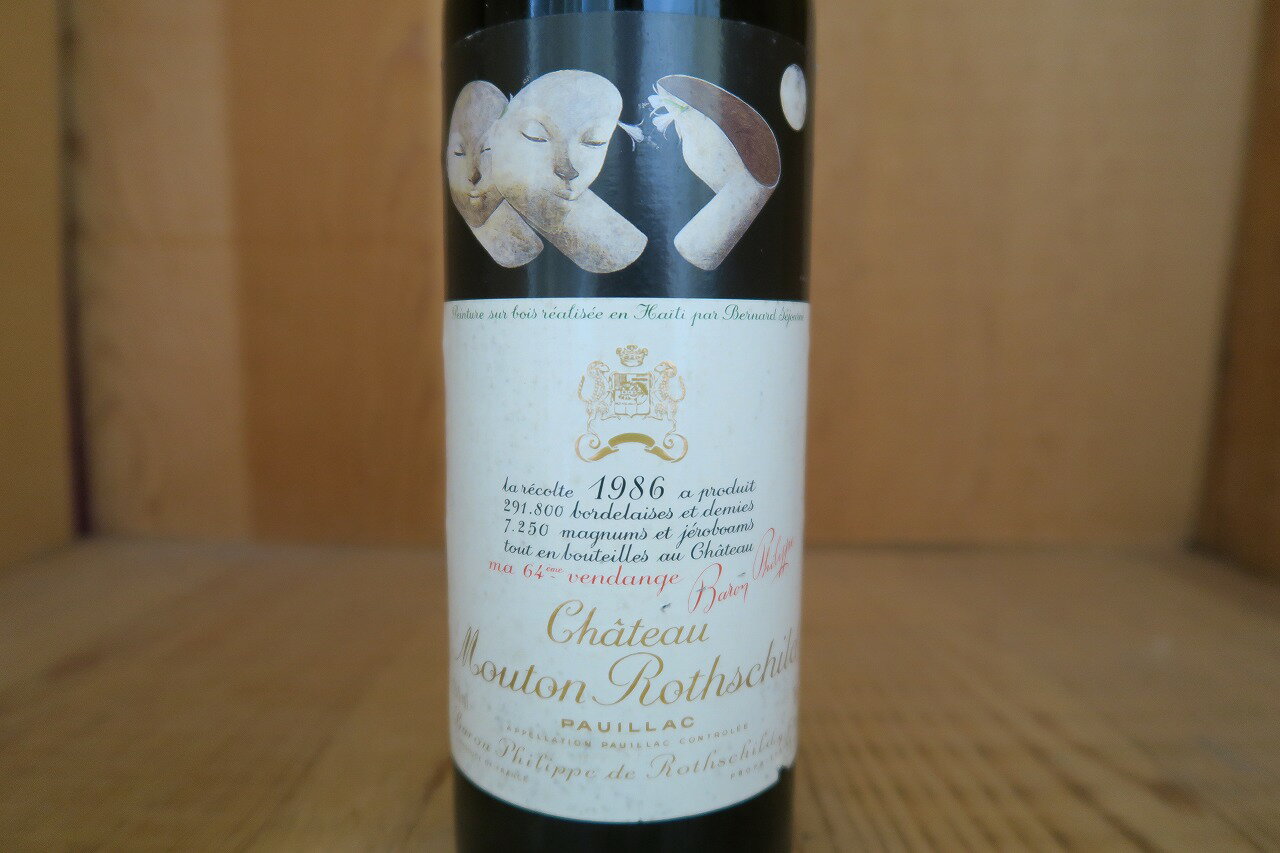 Peinture sur bois réalisée en Haïti par Bernard
la récolte 1986 a produit
291.800 bordelaises et demies
7.250 magnums et jéroboams
tout en bouteilles au Château
ma 64ème vendange Baron Philippe
Château
Mouton Rothschild
PAUILLAC
APPELLATION PAUILLAC CONTRÔLÉE
Baron Philippe de Rothschild